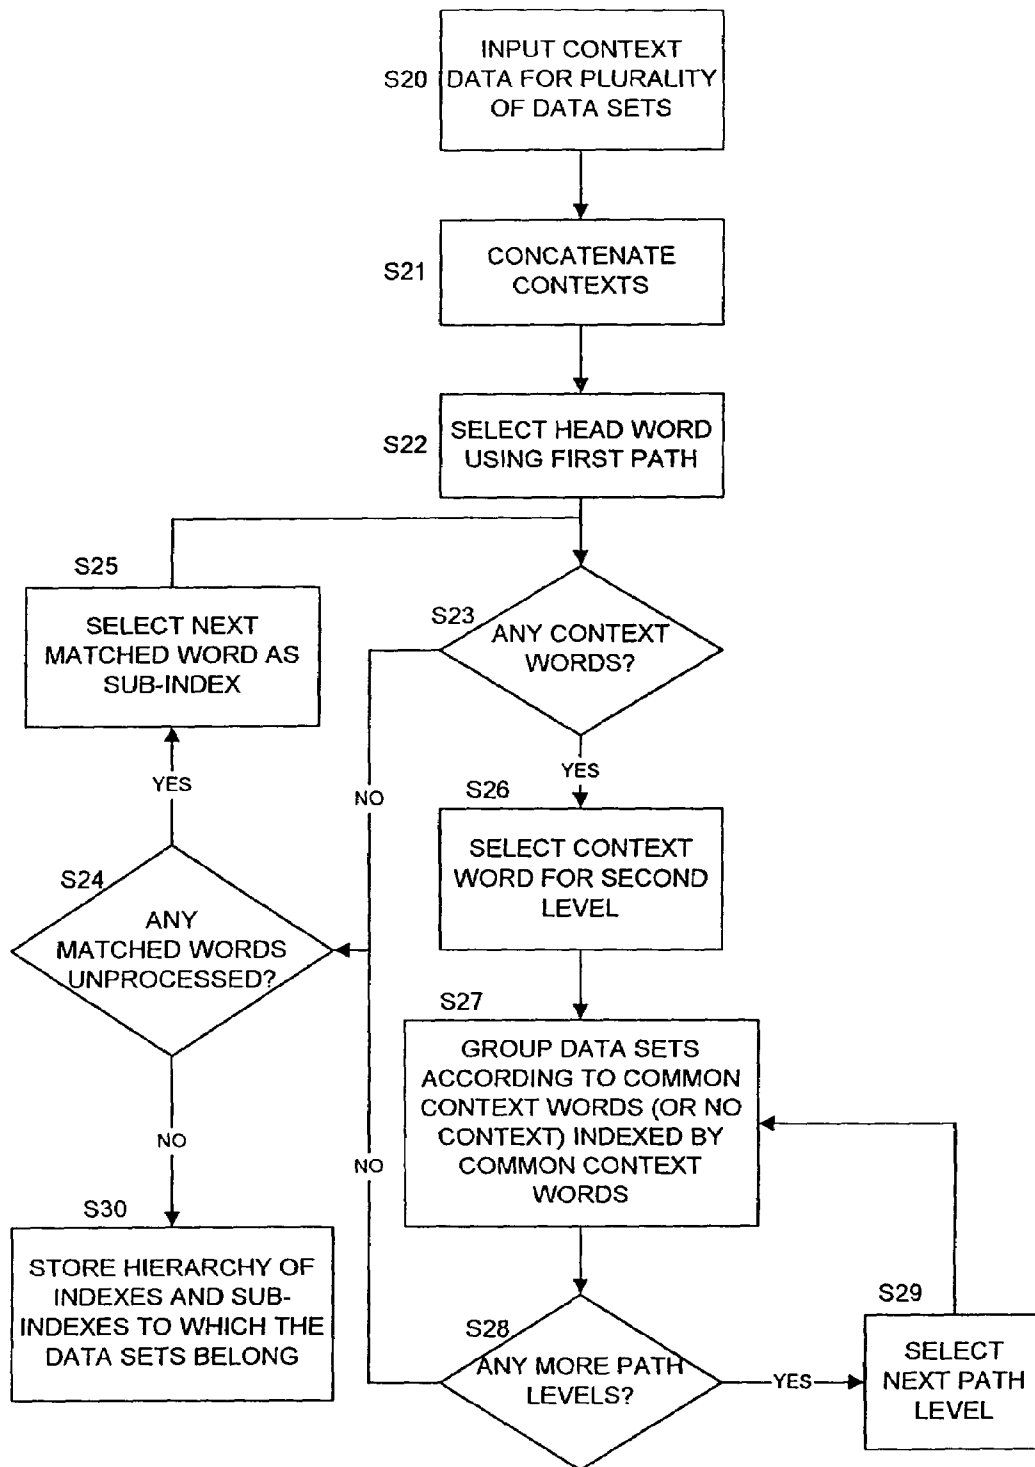 S20
INPUT CONTEXT
DATA FOR PLURALITY
OF DATA SETS
S21
CONCATENATE
CONTEXTS
S22
SELECT HEAD WORD
USING FIRST PATH
S25
SELECT NEXT
MATCHED WORD AS
SUB-INDEX
S23
ANY CONTEXT
WORDS?
YES
NO
YES
S26
SELECT CONTEXT
WORD FOR SECOND
LEVEL
S24
ANY
MATCHED WORDS
UNPROCESSED?
S27
GROUP DATA SETS
ACCORDING TO COMMON
CONTEXT WORDS (OR NO
CONTEXT) INDEXED BY
COMMON CONTEXT
WORDS
NO
NO
S30
STORE HIERARCHY OF
INDEXES AND SUB-
INDEXES TO WHICH THE
DATA SETS BELONG
S28
ANY MORE PATH
LEVELS?
YES
S29
SELECT
NEXT PATH
LEVEL